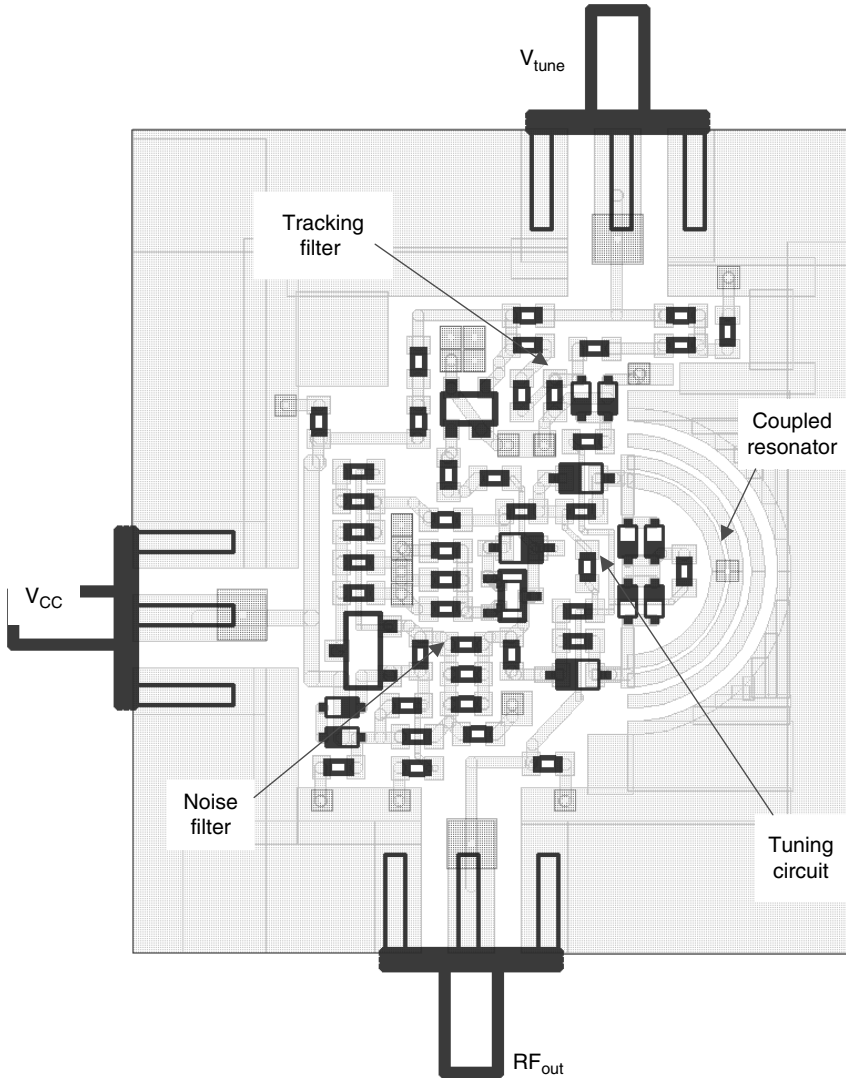 V_tune
Tracking
filter
Coupled
resonator
V_CC
Noise
filter
Tuning
circuit
RF_out